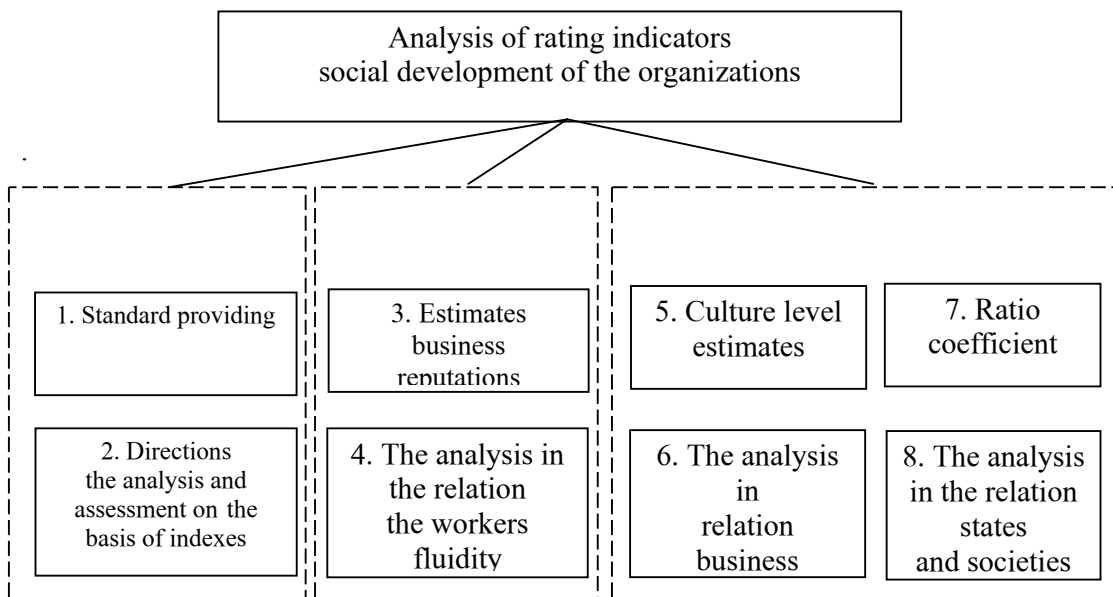 Analysis of rating indicators
social development of the organizations
1. Standard providing
2. Directions
the analysis and
assessment on the
basis of indexes
3. Estimates
business
reputations
4. The analysis in
the relation
the workers
fluidity
5. Culture level
estimates
6. The analysis
in
relation
business
7. Ratio
coefficient
8. The analysis
in the relation
states
and societies